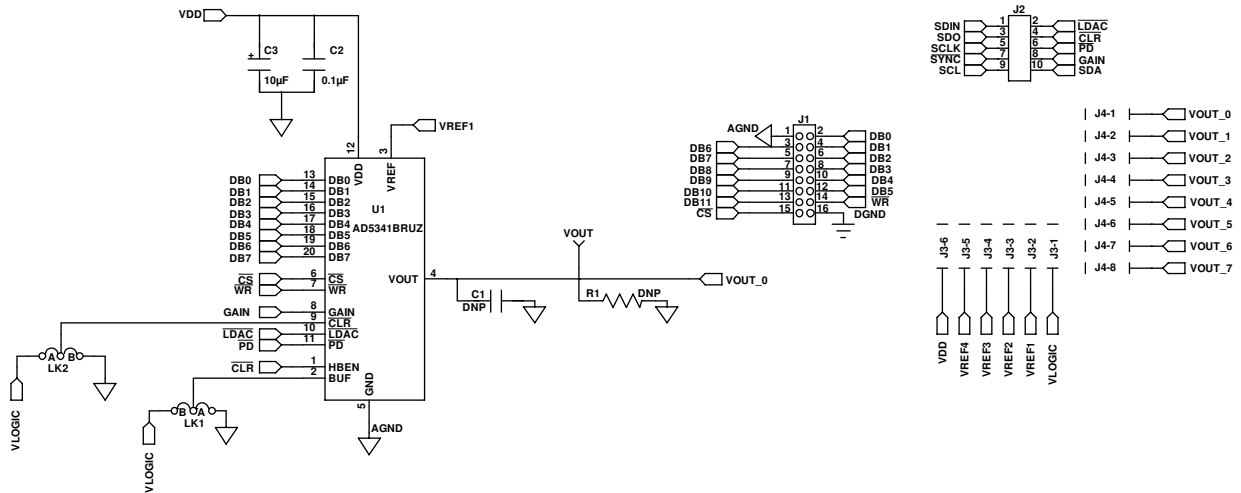 VDD
C3
+
10µF
C2
0.1µF
VREF1
12
VDD
3
VREF
U1
AD5341BRUZ
DB0 13 DB0
DB1 14 DB1
DB2 15 DB2
DB3 16 DB3
DB4 17 DB4
DB5 18 DB5
DB6 19 DB6
DB7 20 DB7
CS 6 CS
WR 7 WR
GAIN 8 GAIN
9 CLR
LDAC 10 LDAC
PD 11 PD
CLR 1 HBEN
2 BUF
GND
5
AGND
VOUT 4
C1
DNP
VOUT
R1 DNP
VOUT_0
A B
LK2
VLOGIC
B A
LK1
VLOGIC
J1
AGND 1 2 DB0
DB6 3 4 DB1
DB7 5 6 DB2
DB8 7 8 DB3
DB9 9 10 DB4
DB10 11 12 DB5
DB11 13 14 WR
CS 15 16 DGND
J2
SDIN 1 2 LDAC
SDO 3 4 CLR
SCLK 5 6 PD
SYNC 7 8 GAIN
SCL 9 10 SDA
J4-1 VOUT_0
J4-2 VOUT_1
J4-3 VOUT_2
J4-4 VOUT_3
J4-5 VOUT_4
J4-6 VOUT_5
J4-7 VOUT_6
J4-8 VOUT_7
J3-6 VDD
J3-5 VREF4
J3-4 VREF3
J3-3 VREF2
J3-2 VREF1
J3-1 VLOGIC